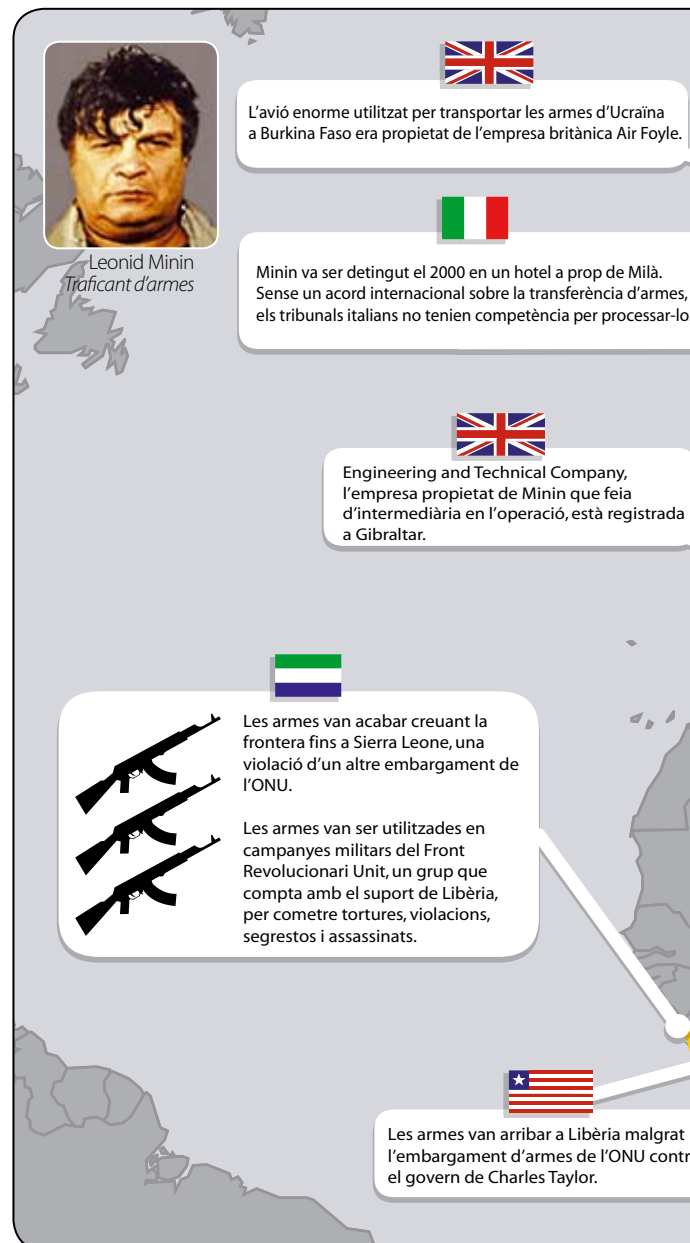 L'avió enorme utilitzat per transportar les armes d'Ucraïna
a Burkina Faso era propietat de l'empresa britànica Air Foyle.
Leonid Minin
Traficant d'armes
Minin va ser detingut el 2000 en un hotel a prop de Milà.
Sense un acord internacional sobre la transferència d'armes,
els tribunals italians no tenien competència per processar-lo
Engineering and Technical Company,
l'empresa propietat de Minin que feia
d'intermediària en l'operació, està registrada
a Gibraltar.
Les armes van acabar creuant la
frontera fins a Sierra Leone, una
violació d'un altre embargament de
l'ONU.
Les armes van ser utilitzades en
campanyes militars del Front
Revolucionari Unit, un grup que
compta amb el suport de Libèria,
per cometre tortures, violacions,
segrestos i assassinats.
Les armes van arribar a Libèria malgrat
l'embargament d'armes de l'ONU contr
el govern de Charles Taylor.